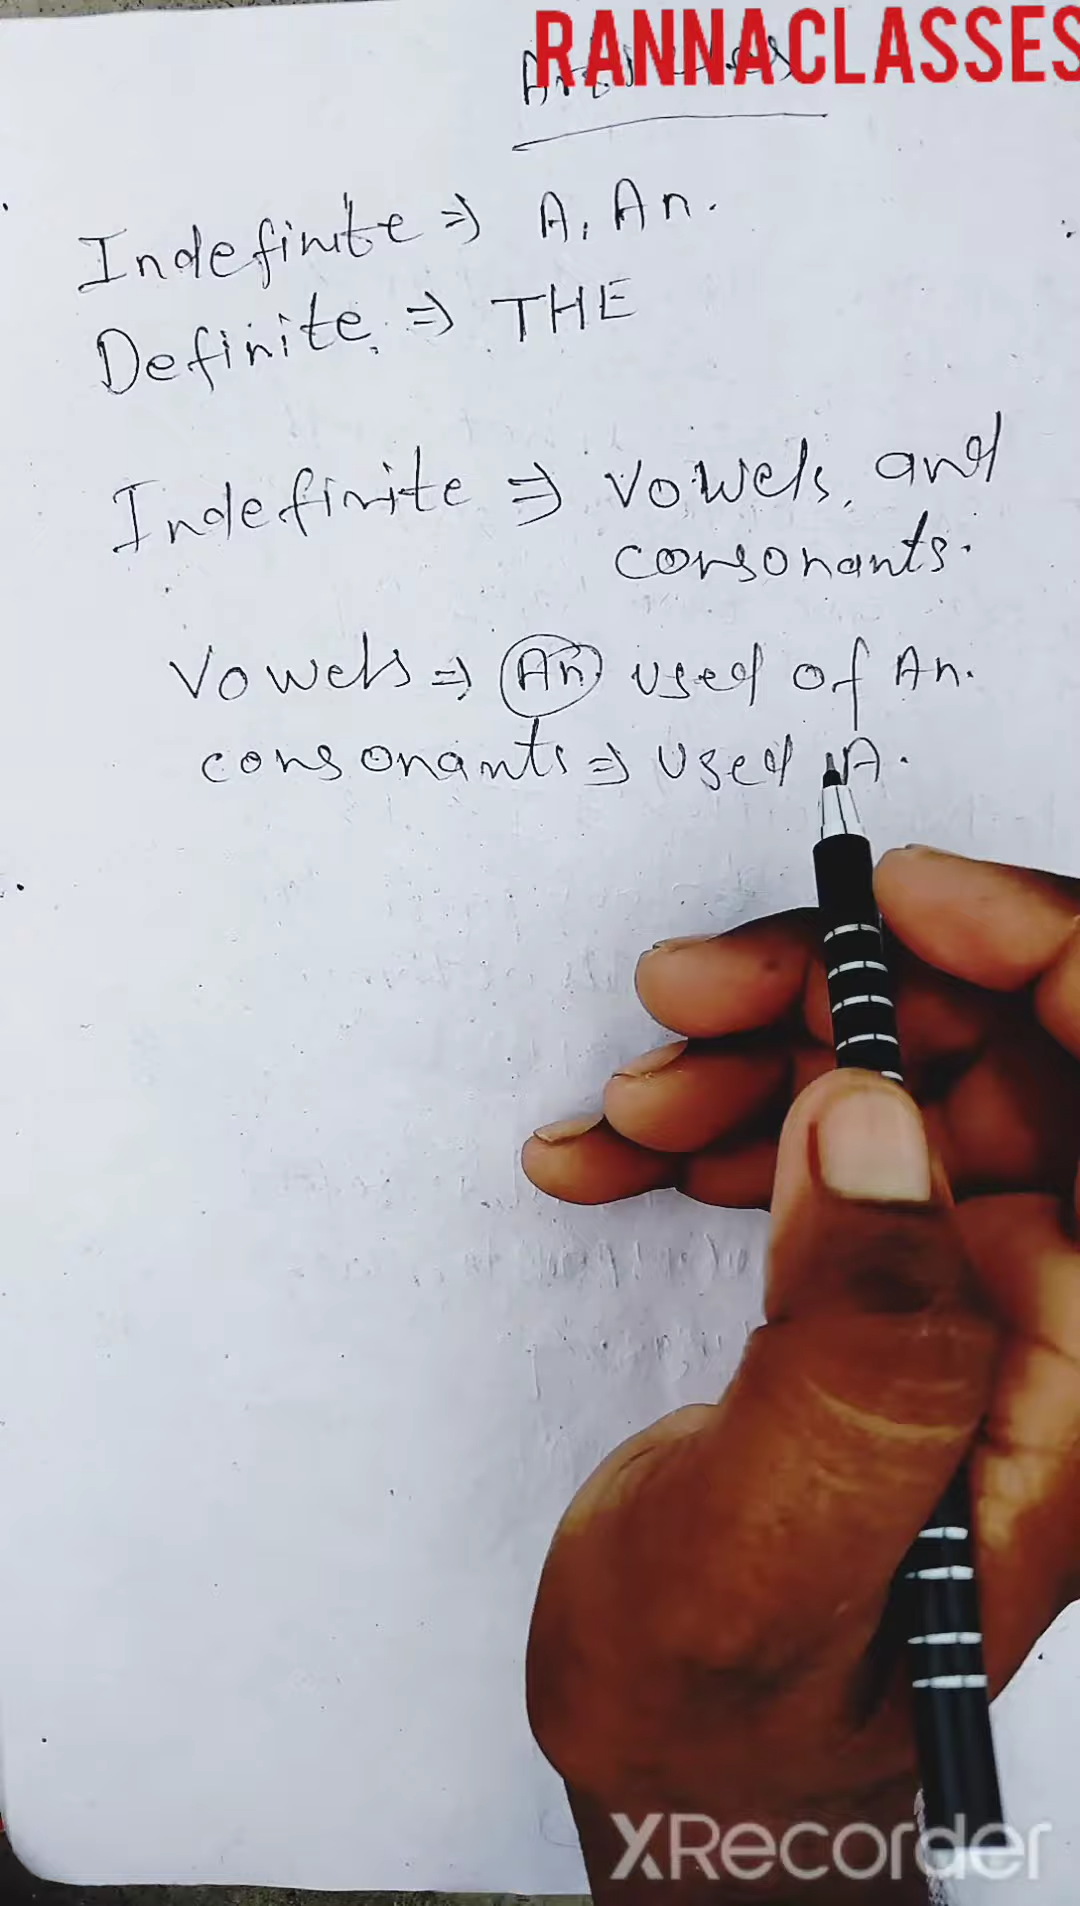 RANNACLASSES
Indefinite => A, An.
Definite. => THE
Indefinite => Vowels, and
consonants.
Vowels => An used of An.
consonants => used A.
XRecorder